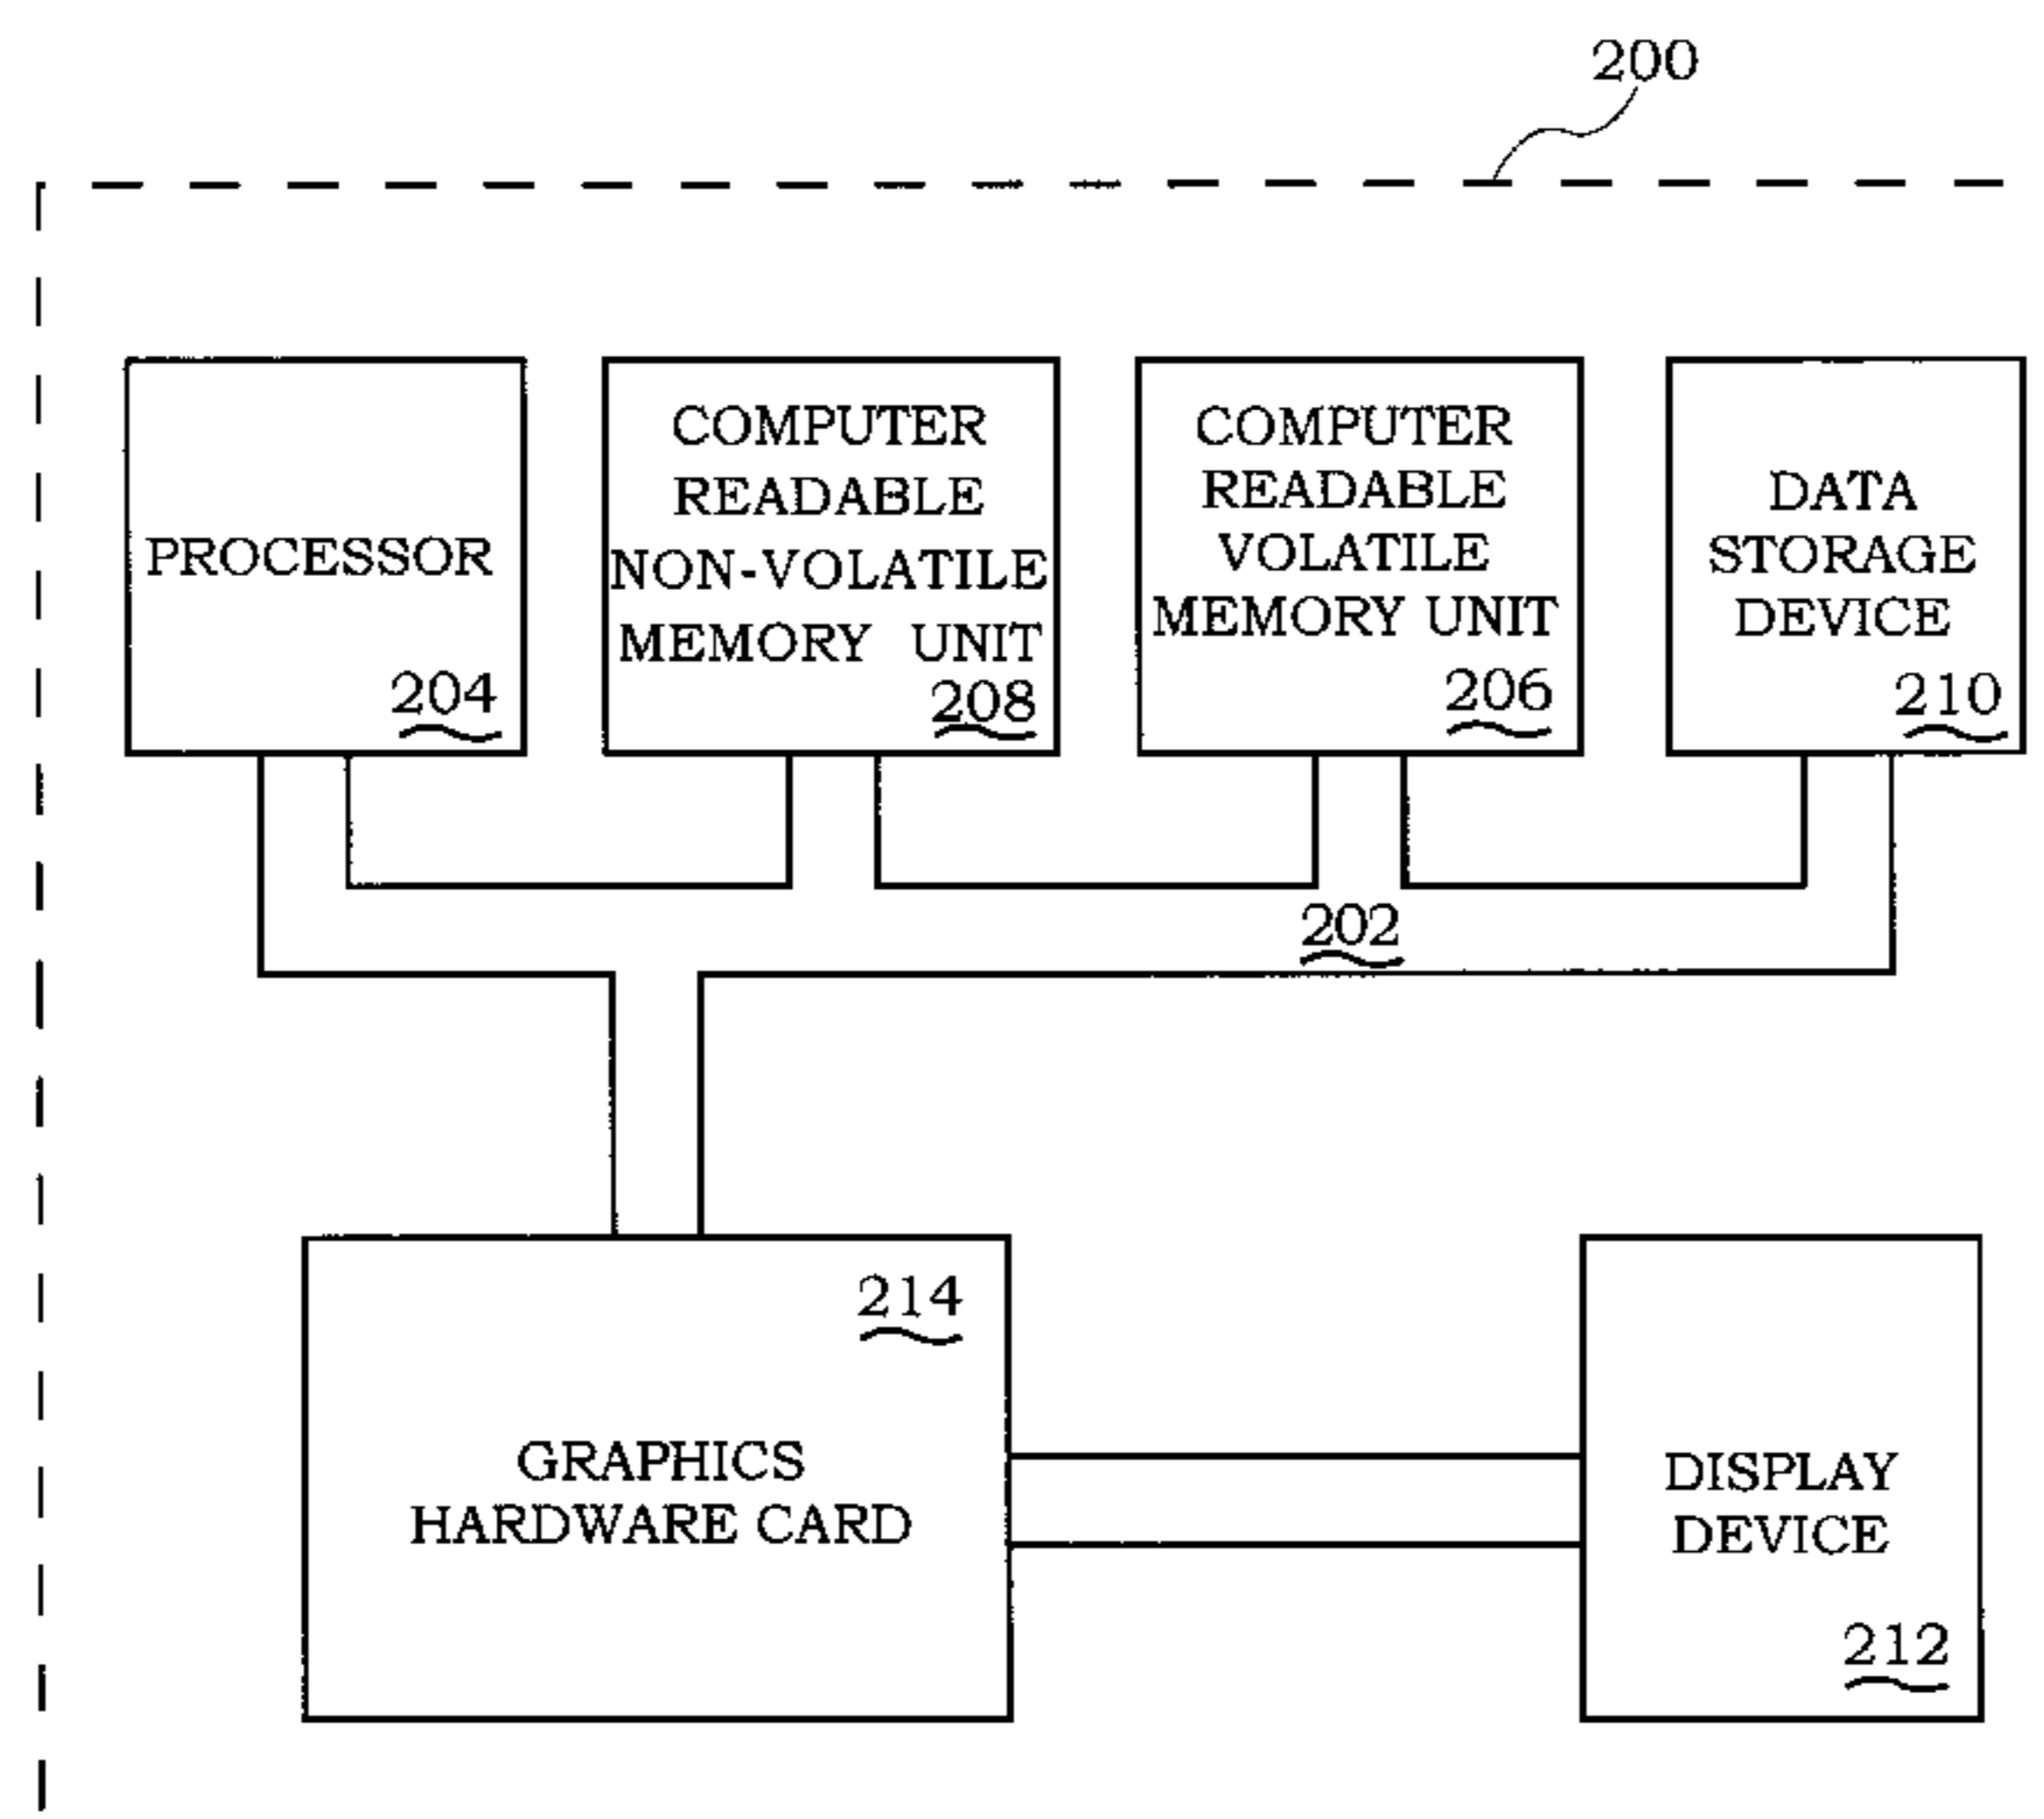 200
PROCESSOR
204
COMPUTER
READABLE
NON-VOLATILE
MEMORY UNIT
208
COMPUTER
READABLE
VOLATILE
MEMORY UNIT
206
DATA
STORAGE
DEVICE
210
202
214
GRAPHICS
HARDWARE CARD
DISPLAY
DEVICE
212